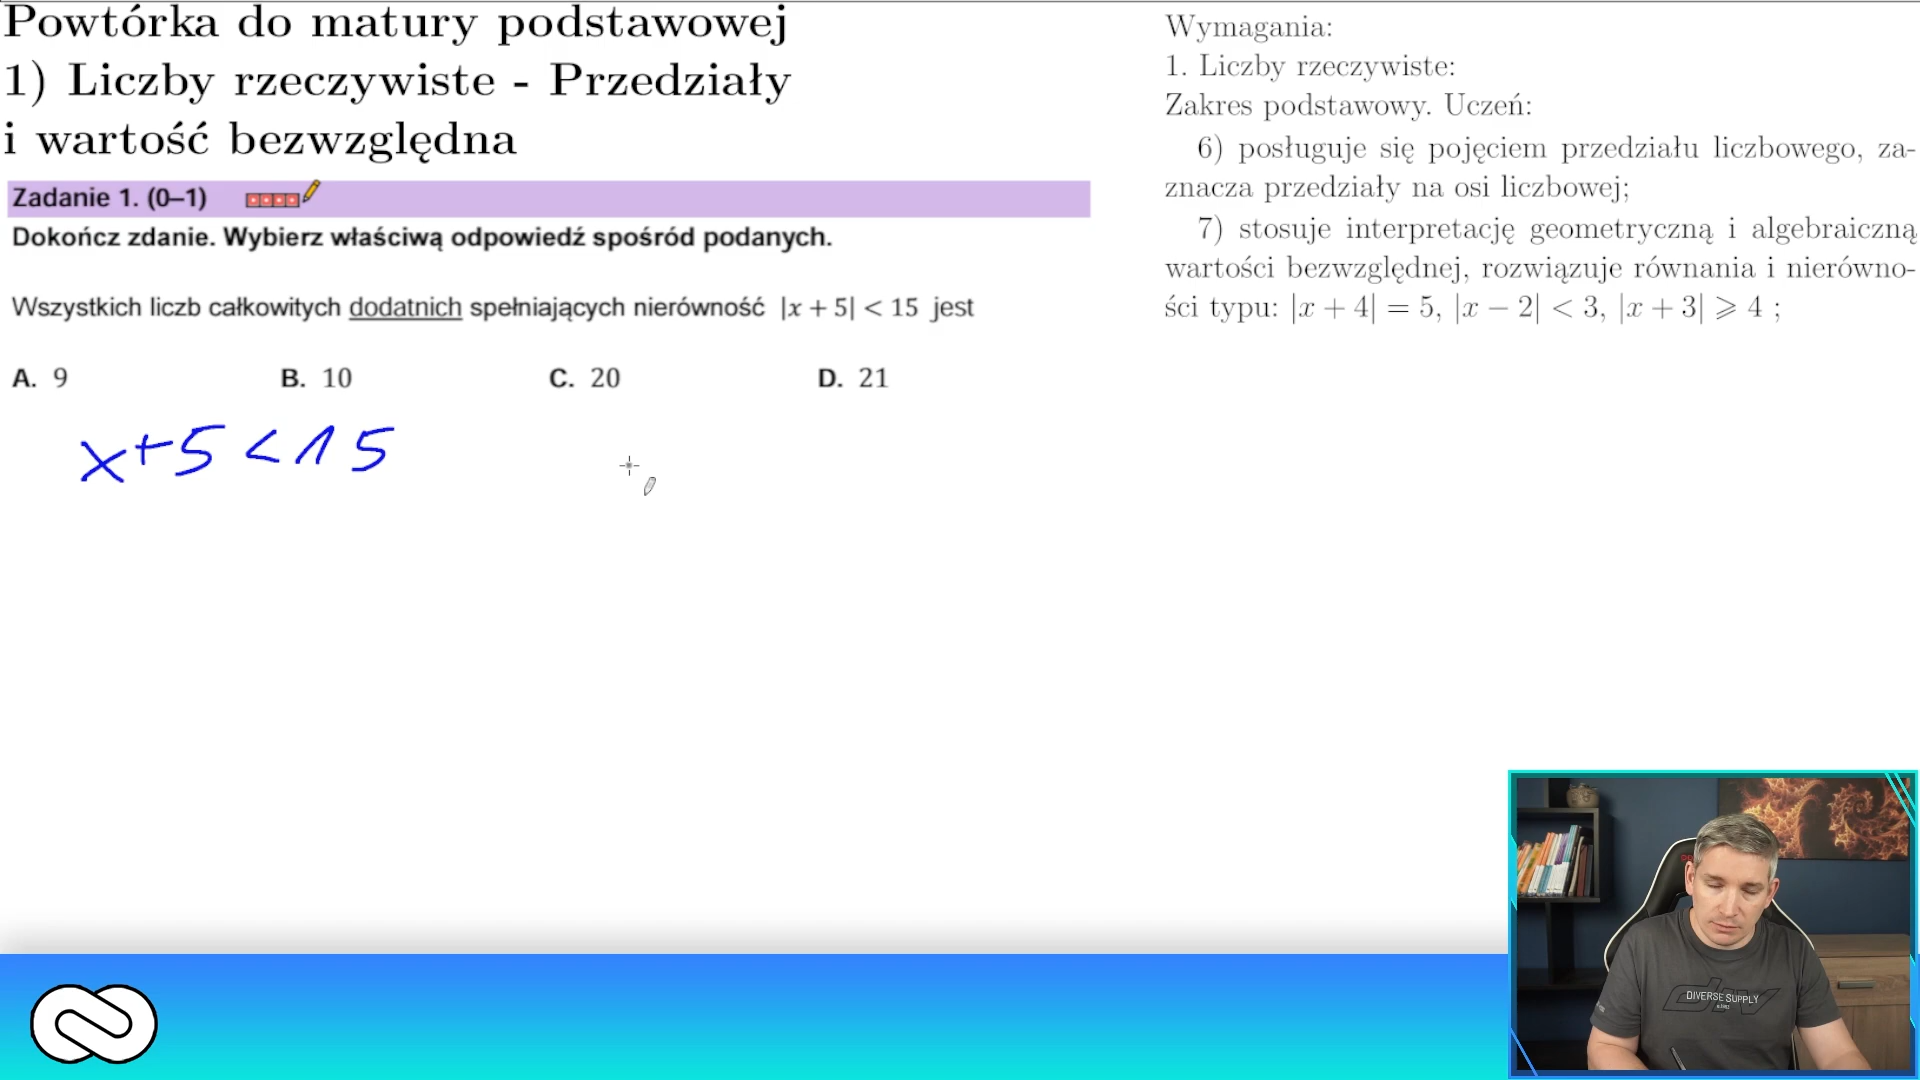 Powtórka do matury podstawowej
1) Liczby rzeczywiste - Przedziały
i wartość bezwzględna
Zadanie 1. (0–1)
Dokończ zdanie. Wybierz właściwą odpowiedź spośród podanych.
Wszystkich liczb całkowitych dodatnich spełniających nierówność |x + 5| < 15 jest
A. 9 B. 10 C. 20 D. 21
x+5 < 15
Wymagania:
1. Liczby rzeczywiste:
Zakres podstawowy. Uczeń:
6) posługuje się pojęciem przedziału liczbowego, za-
znacza przedziały na osi liczbowej;
7) stosuje interpretację geometryczną i algebraiczną
wartości bezwzględnej, rozwiązuje równania i nierówno-
ści typu: |x + 4| = 5, |x − 2| < 3, |x + 3| ⩾ 4 ;
DIVERSE SUPPLY